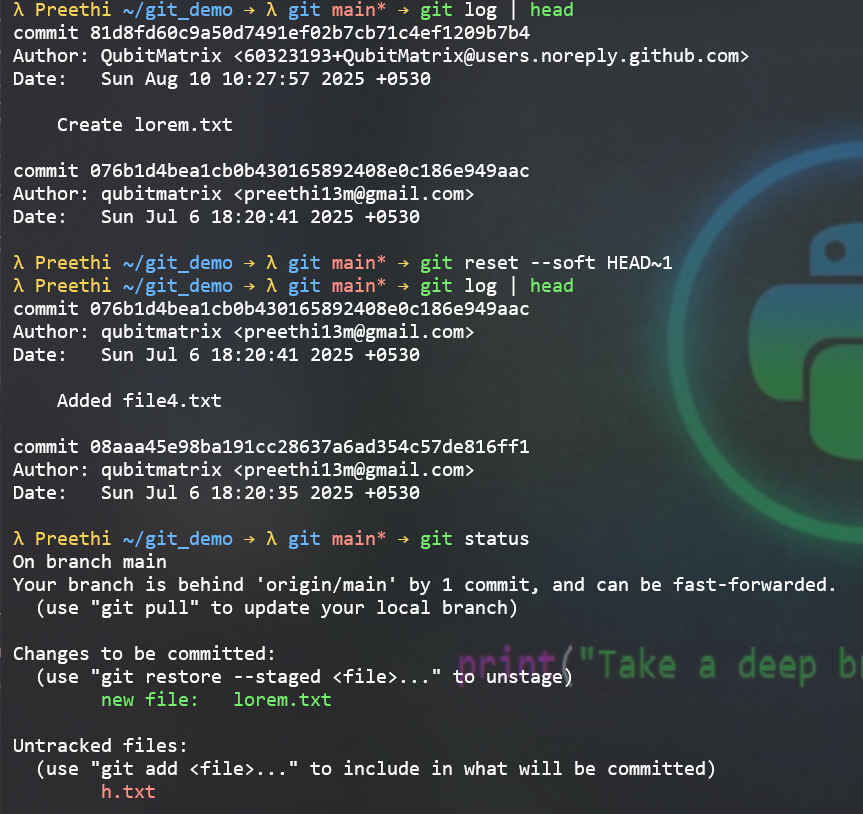 λ Preethi ~/git_demo → λ git main* → git log | head
commit 81d8fd60c9a50d7491ef02b7cb71c4ef1209b7b4
Author: QubitMatrix <60323193+QubitMatrix@users.noreply.github.com>
Date:   Sun Aug 10 10:27:57 2025 +0530

    Create lorem.txt

commit 076b1d4bea1cb0b430165892408e0c186e949aac
Author: qubitmatrix <preethi13m@gmail.com>
Date:   Sun Jul 6 18:20:41 2025 +0530

λ Preethi ~/git_demo → λ git main* → git reset --soft HEAD~1
λ Preethi ~/git_demo → λ git main* → git log | head
commit 076b1d4bea1cb0b430165892408e0c186e949aac
Author: qubitmatrix <preethi13m@gmail.com>
Date:   Sun Jul 6 18:20:41 2025 +0530

    Added file4.txt

commit 08aaa45e98ba191cc28637a6ad354c57de816ff1
Author: qubitmatrix <preethi13m@gmail.com>
Date:   Sun Jul 6 18:20:35 2025 +0530

λ Preethi ~/git_demo → λ git main* → git status
On branch main
Your branch is behind 'origin/main' by 1 commit, and can be fast-forwarded.
  (use "git pull" to update your local branch)

Changes to be committed:
  (use "git restore --staged <file>..." to unstage)
print("Take a deep
        new file:   lorem.txt

Untracked files:
  (use "git add <file>..." to include in what will be committed)
        h.txt